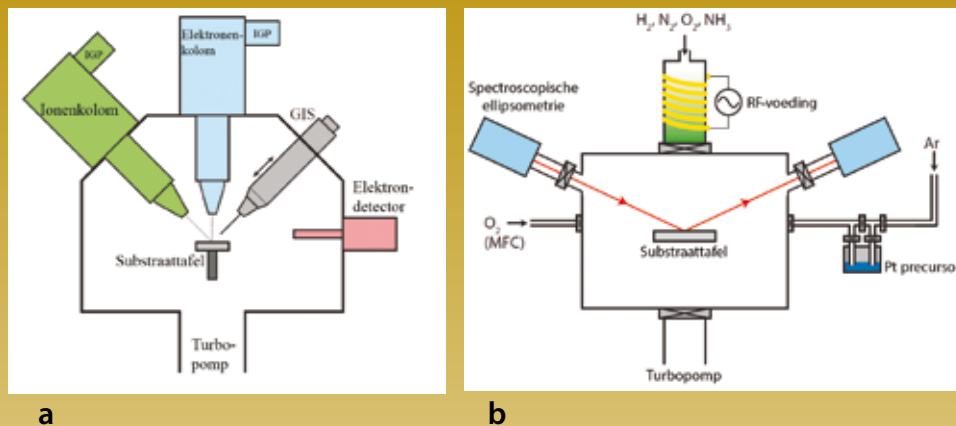 IGP
Elektronen-
kolom
IGP
Ionenkolom
GIS
Elektron-
detector
Substraattafel
Turbo-
pomp
a
H₂, N₂, O₂, NH₃
Spectroscopische
ellipsometrie
RF-voeding
Ar
O₂
(MFC)
Substraattafel
Pt precurso
Turbopomp
b